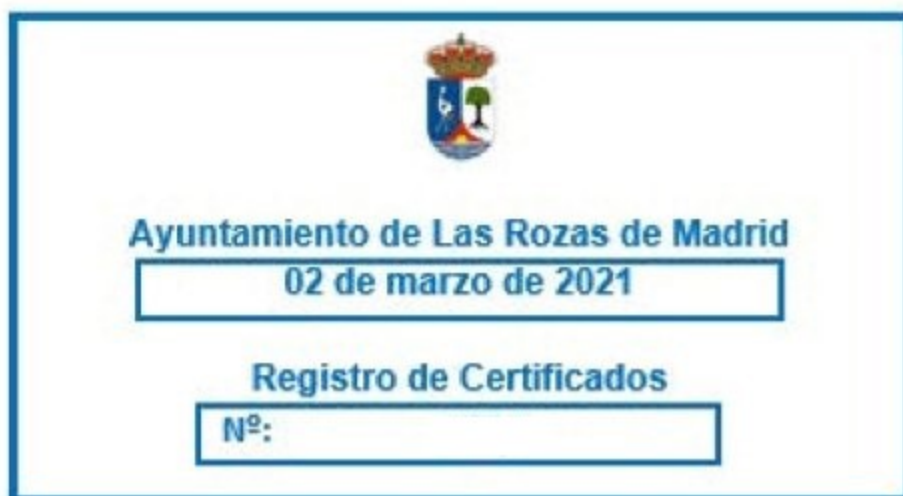 Ayuntamiento de Las Rozas de Madrid
02 de marzo de 2021
Registro de Certificados
Nº: